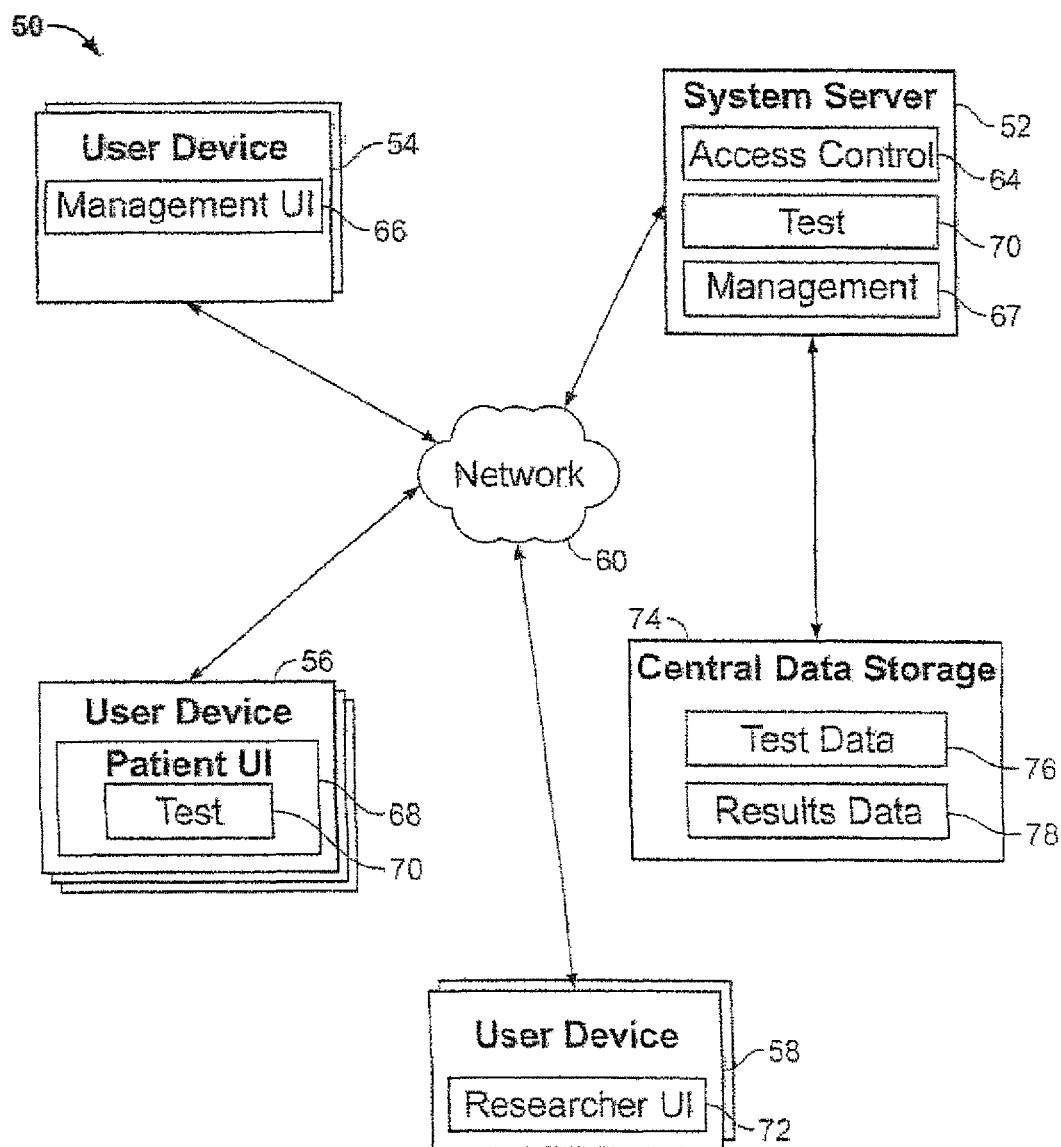 50
User Device
54
Management UI
66
System Server
52
Access Control
64
Test
70
Management
67
Network
60
56
User Device
Patient UI
68
Test
70
74
Central Data Storage
Test Data
76
Results Data
78
User Device
58
Researcher UI
72